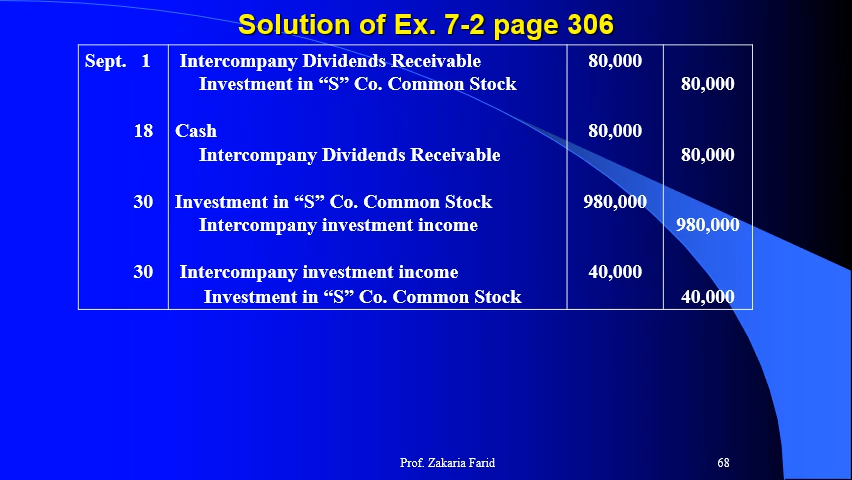 Solution of Ex. 7-2 page 306
Sept. 1 Intercompany Dividends Receivable 80,000
Investment in “S” Co. Common Stock 80,000
18 Cash 80,000
Intercompany Dividends Receivable 80,000
30 Investment in “S” Co. Common Stock 980,000
Intercompany investment income 980,000
30 Intercompany investment income 40,000
Investment in “S” Co. Common Stock 40,000
Prof. Zakaria Farid 68